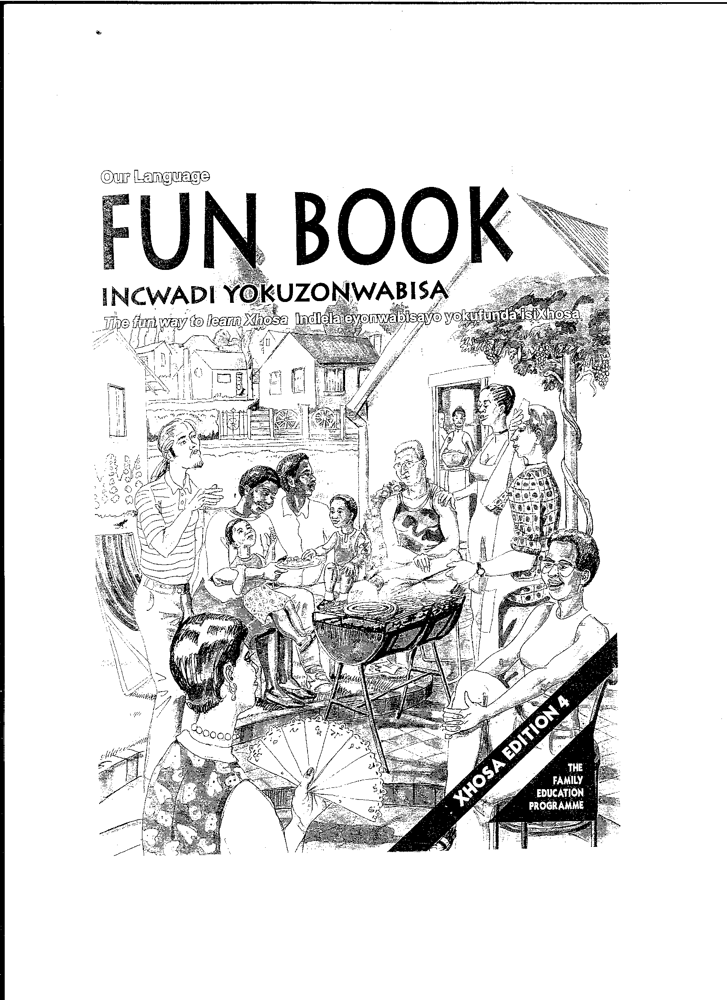 Our Language
FUN BOOK
INCWADI YOKUZONWABISA
The fun way to learn Xhosa Indlela eyonwabisayo yokufunda isiXhosa
XHOSA EDITION 4
THE
FAMILY
EDUCATION
PROGRAMME